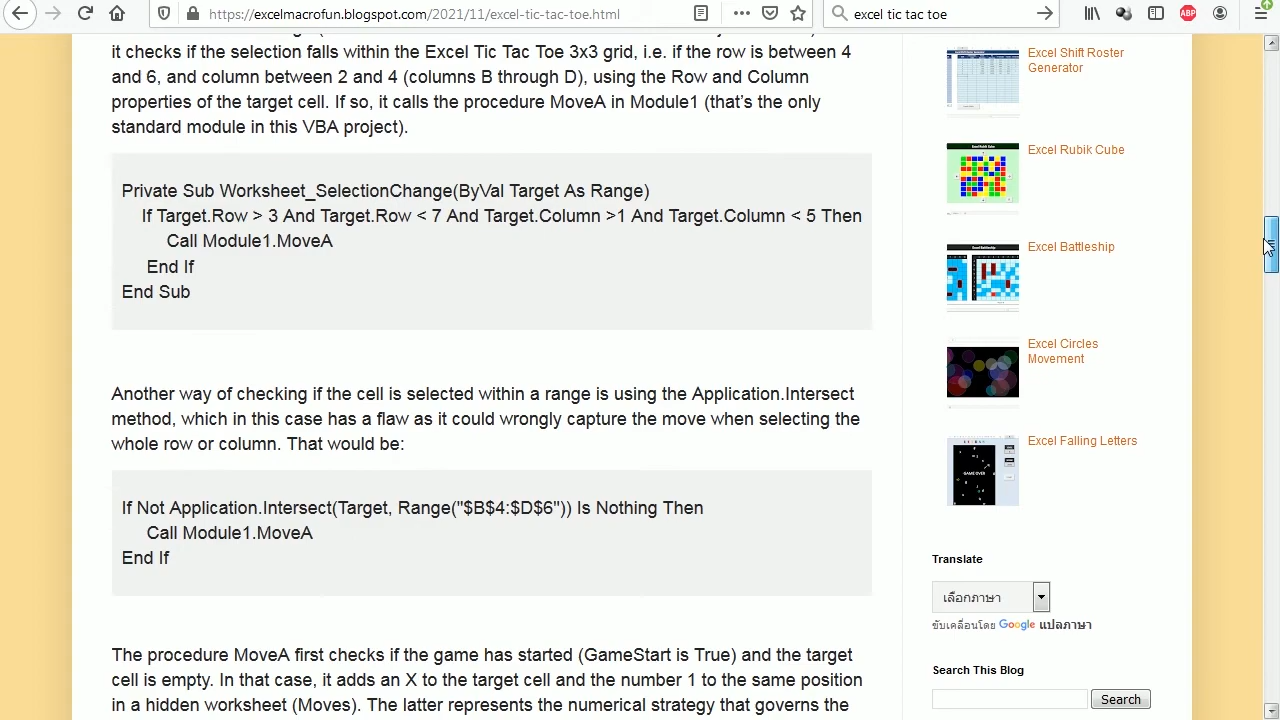 https://excelmacrofun.blogspot.com/2021/11/excel-tic-tac-toe.html
excel tic tac toe
ABP
it checks if the selection falls within the Excel Tic Tac Toe 3x3 grid, i.e. if the row is between 4
and 6, and column between 2 and 4 (columns B through D), using the Row and Column
properties of the target cell. If so, it calls the procedure MoveA in Module1 (that's the only
standard module in this VBA project).
Private Sub Worksheet_SelectionChange(ByVal Target As Range)
If Target.Row > 3 And Target.Row < 7 And Target.Column >1 And Target.Column < 5 Then
Call Module1.MoveA
End If
End Sub
Another way of checking if the cell is selected within a range is using the Application.Intersect
method, which in this case has a flaw as it could wrongly capture the move when selecting the
whole row or column. That would be:
If Not Application.Intersect(Target, Range("$B$4:$D$6")) Is Nothing Then
Call Module1.MoveA
End If
The procedure MoveA first checks if the game has started (GameStart is True) and the target
cell is empty. In that case, it adds an X to the target cell and the number 1 to the same position
in a hidden worksheet (Moves). The latter represents the numerical strategy that governs the
Excel Shift Roster
Generator
Excel Rubik Cube
Excel Rubik Cube
Excel Battleship
Excel Battleship
Excel Circles
Movement
Excel Falling Letters
GAME OVER
Translate
เลือกภาษา
ขับเคลื่อนโดย Google แปลภาษา
Search This Blog
Search